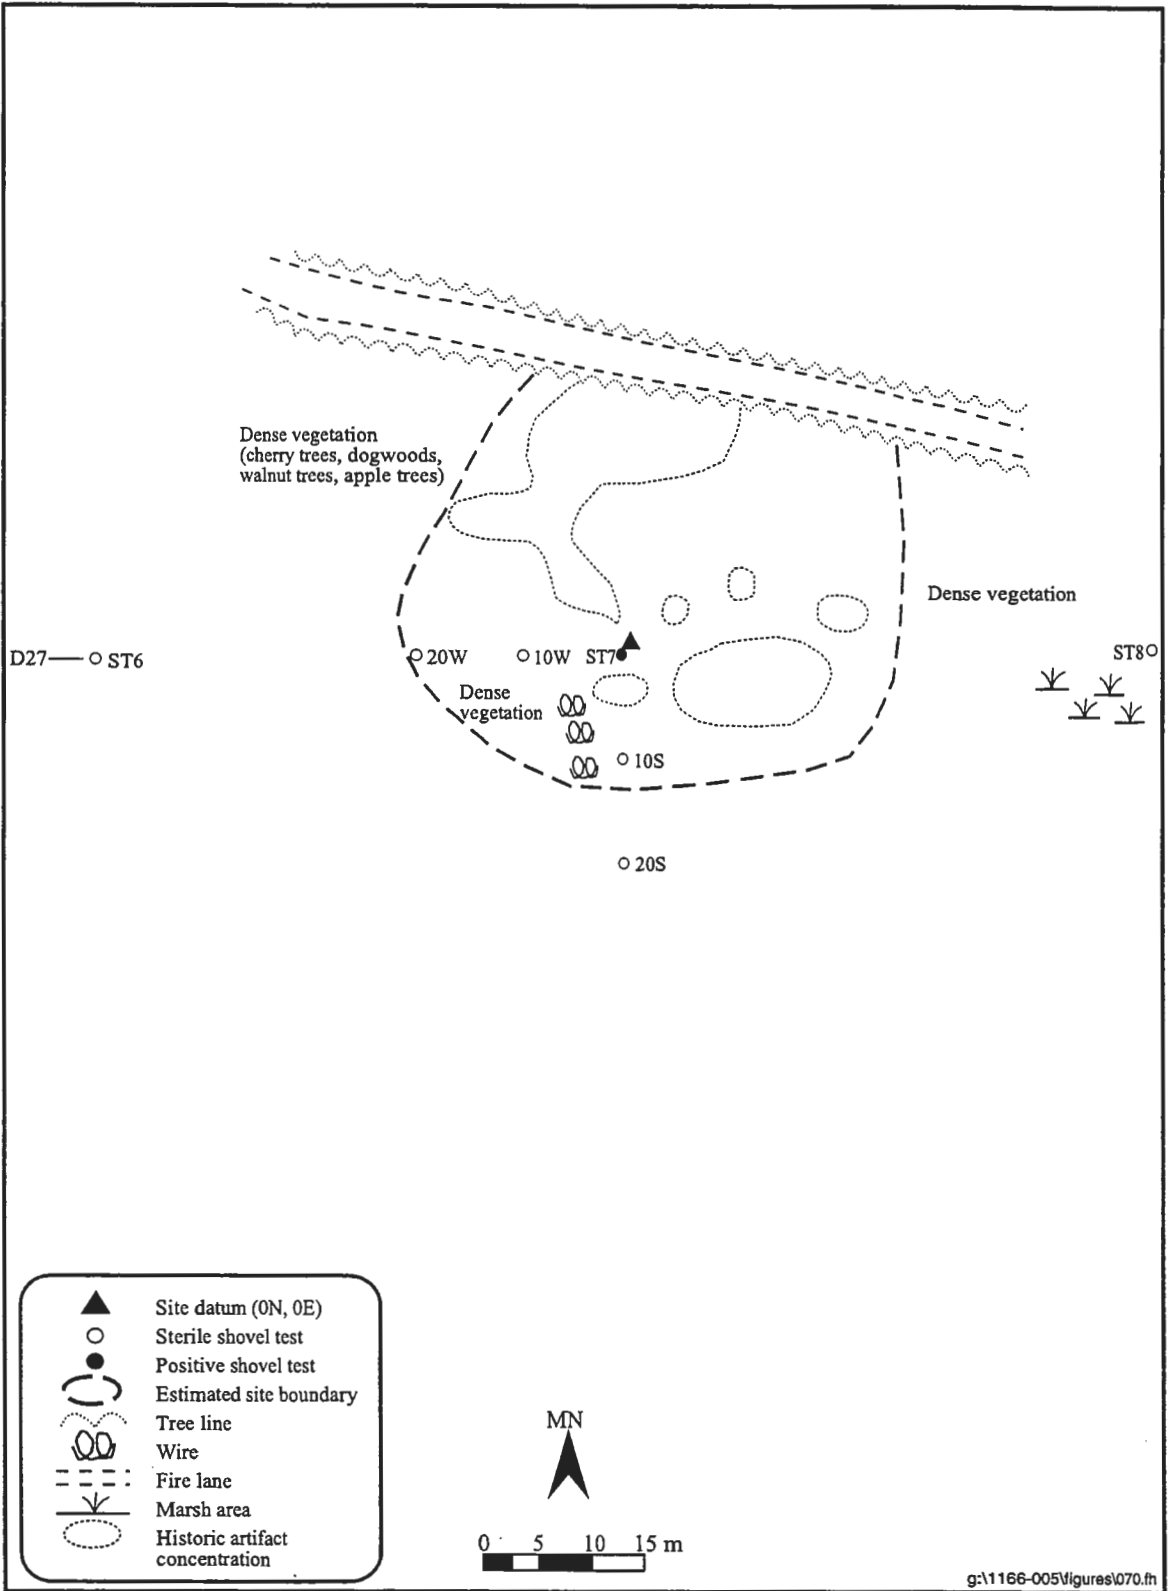 Dense vegetation
(cherry trees, dogwoods,
walnut trees, apple trees)
Dense vegetation
D27
ST6
20W
10W
ST7
ST8
Dense
vegetation
10S
20S
Site datum (0N, 0E)
Sterile shovel test
Positive shovel test
Estimated site boundary
Tree line
Wire
Fire lane
Marsh area
Historic artifact
concentration
MN
0 5 10 15 m
g:\1166-005\figures\070.fh